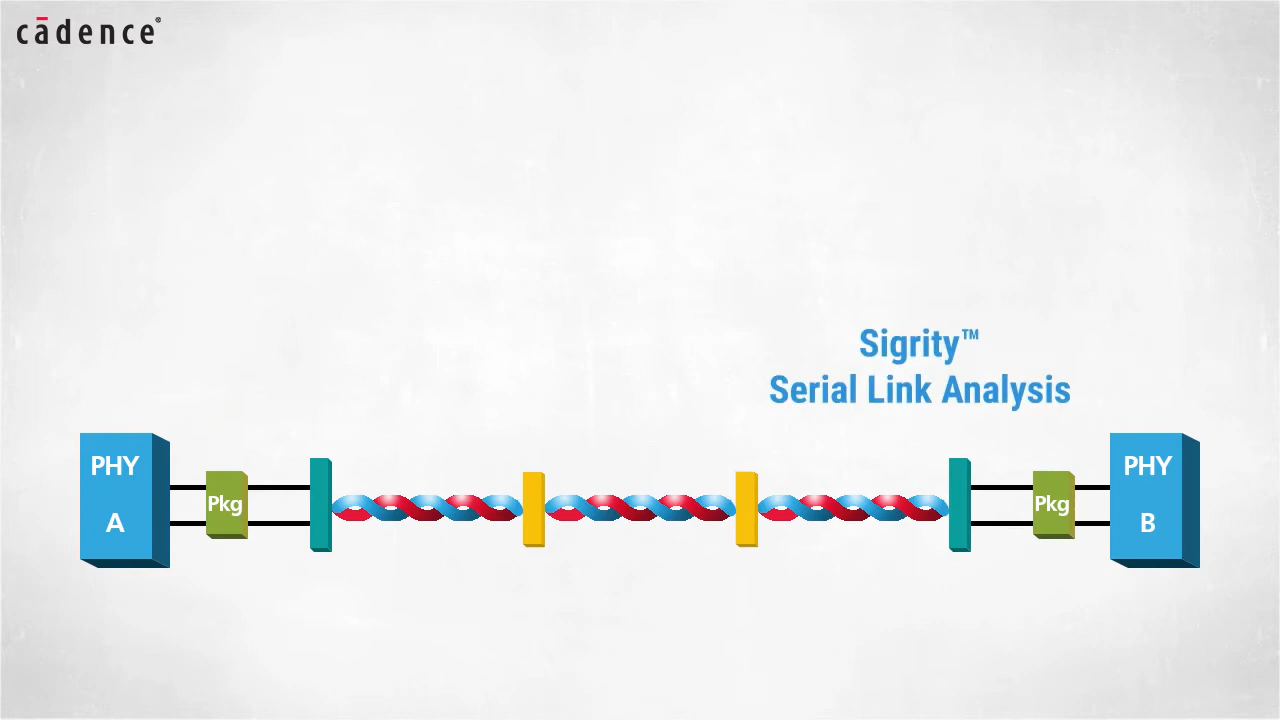 cādence®
Sigrity™
Serial Link Analysis
PHY
A
Pkg
Pkg
PHY
B